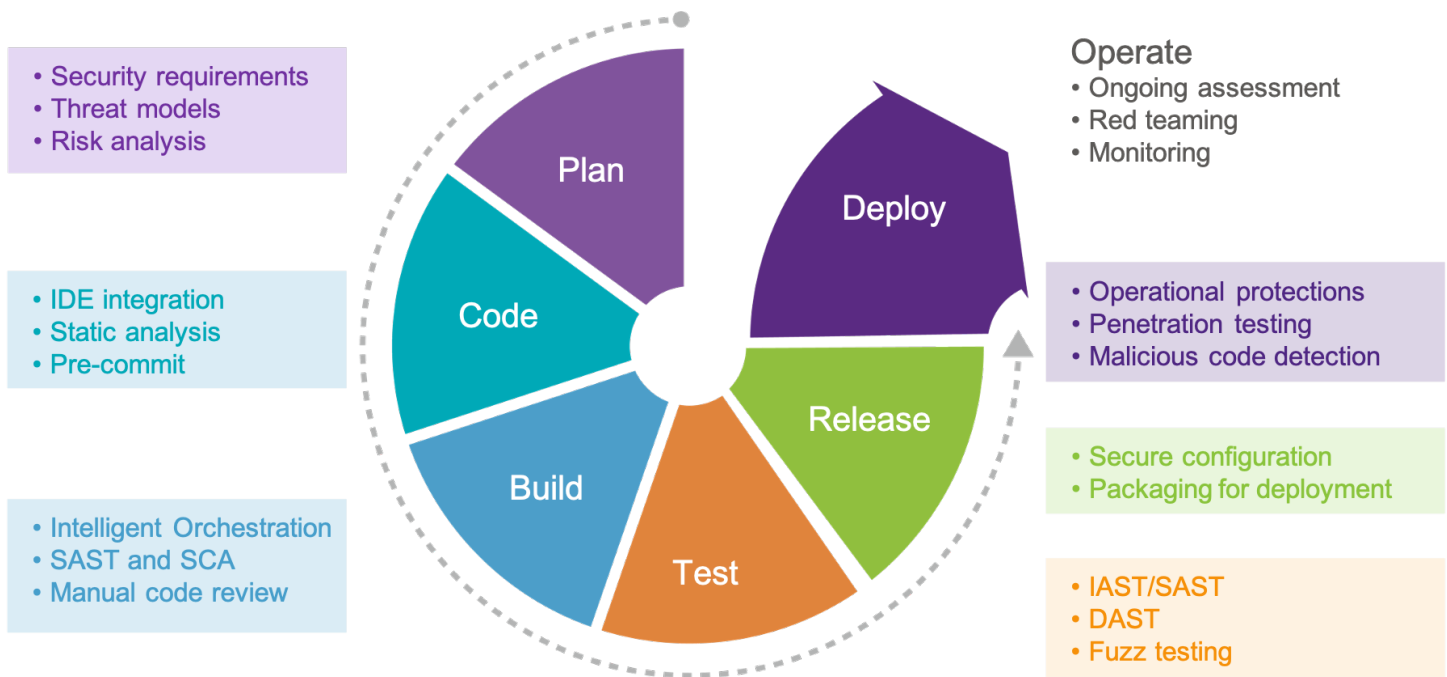 • Security requirements
• Threat models
• Risk analysis
• IDE integration
• Static analysis
• Pre-commit
• Intelligent Orchestration
• SAST and SCA
• Manual code review
Plan
Code
Build
Test
Release
Deploy
Operate
• Ongoing assessment
• Red teaming
• Monitoring
• Operational protections
• Penetration testing
• Malicious code detection
• Secure configuration
• Packaging for deployment
• IAST/SAST
• DAST
• Fuzz testing